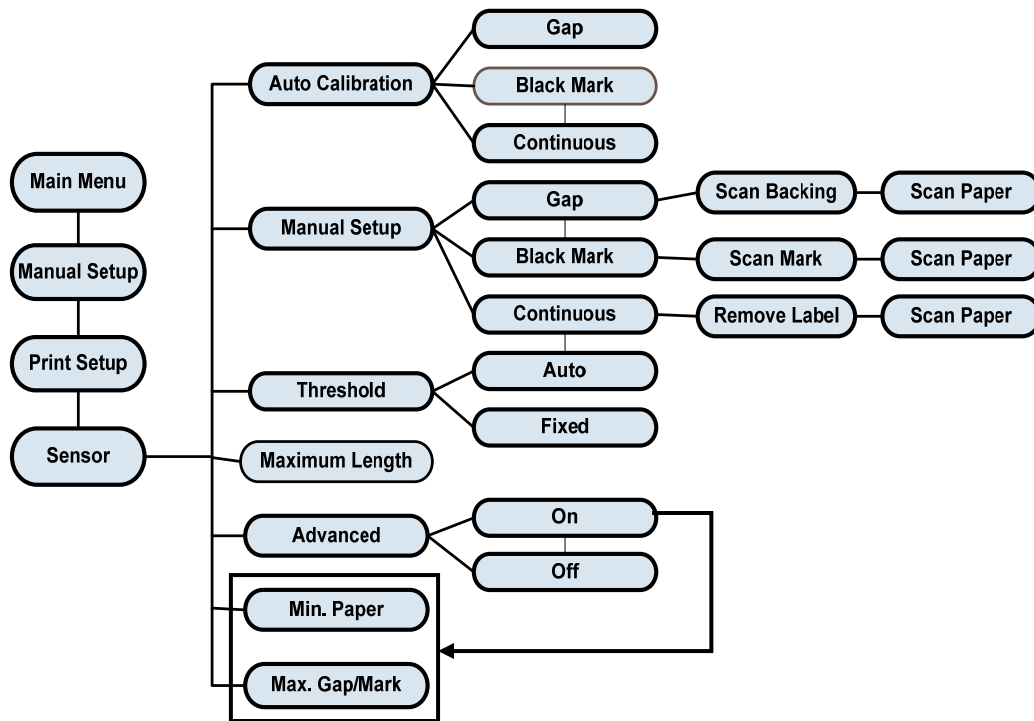 Gap
Auto Calibration
Black Mark
Continuous
Main Menu
Manual Setup
Print Setup
Sensor
Manual Setup
Gap
Scan Backing
Scan Paper
Black Mark
Scan Mark
Scan Paper
Continuous
Remove Label
Scan Paper
Threshold
Auto
Fixed
Maximum Length
Advanced
On
Off
Min. Paper
Max. Gap/Mark